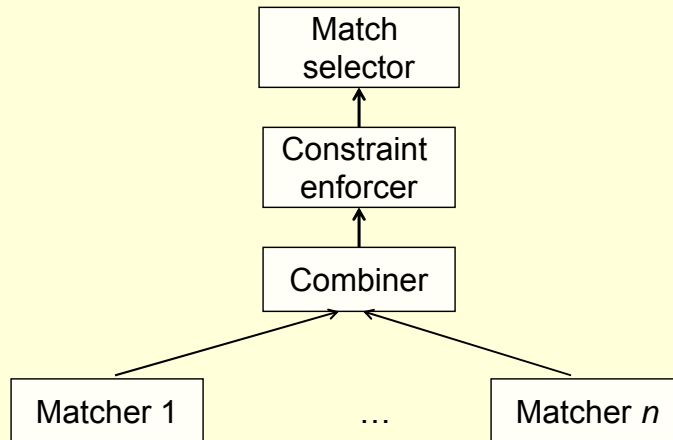 Match
selector
Constraint
enforcer
Combiner
Matcher 1
…
Matcher n